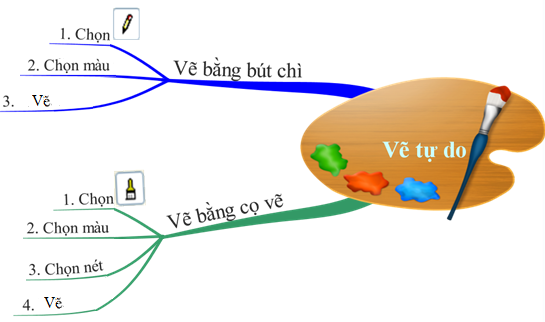 1. Chọn
2. Chọn màu
3. Vẽ
Vẽ bằng bút chì
Vẽ tự do
1. Chọn
2. Chọn màu
3. Chọn nét
4. Vẽ
Vẽ bằng cọ vẽ